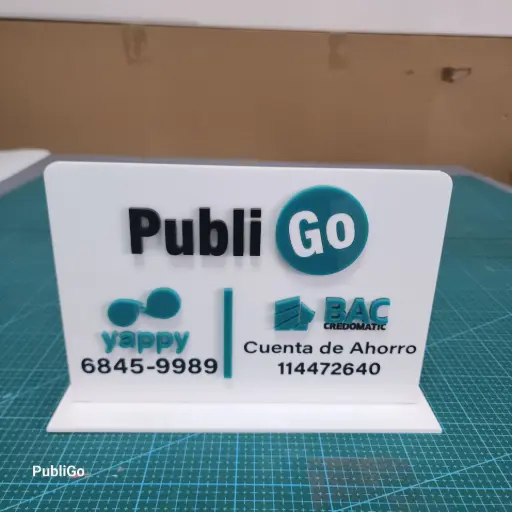 Publi Go
yappy
6845-9989
BAC
CREDOMATIC
Cuenta de Ahorro
114472640
PubliGo